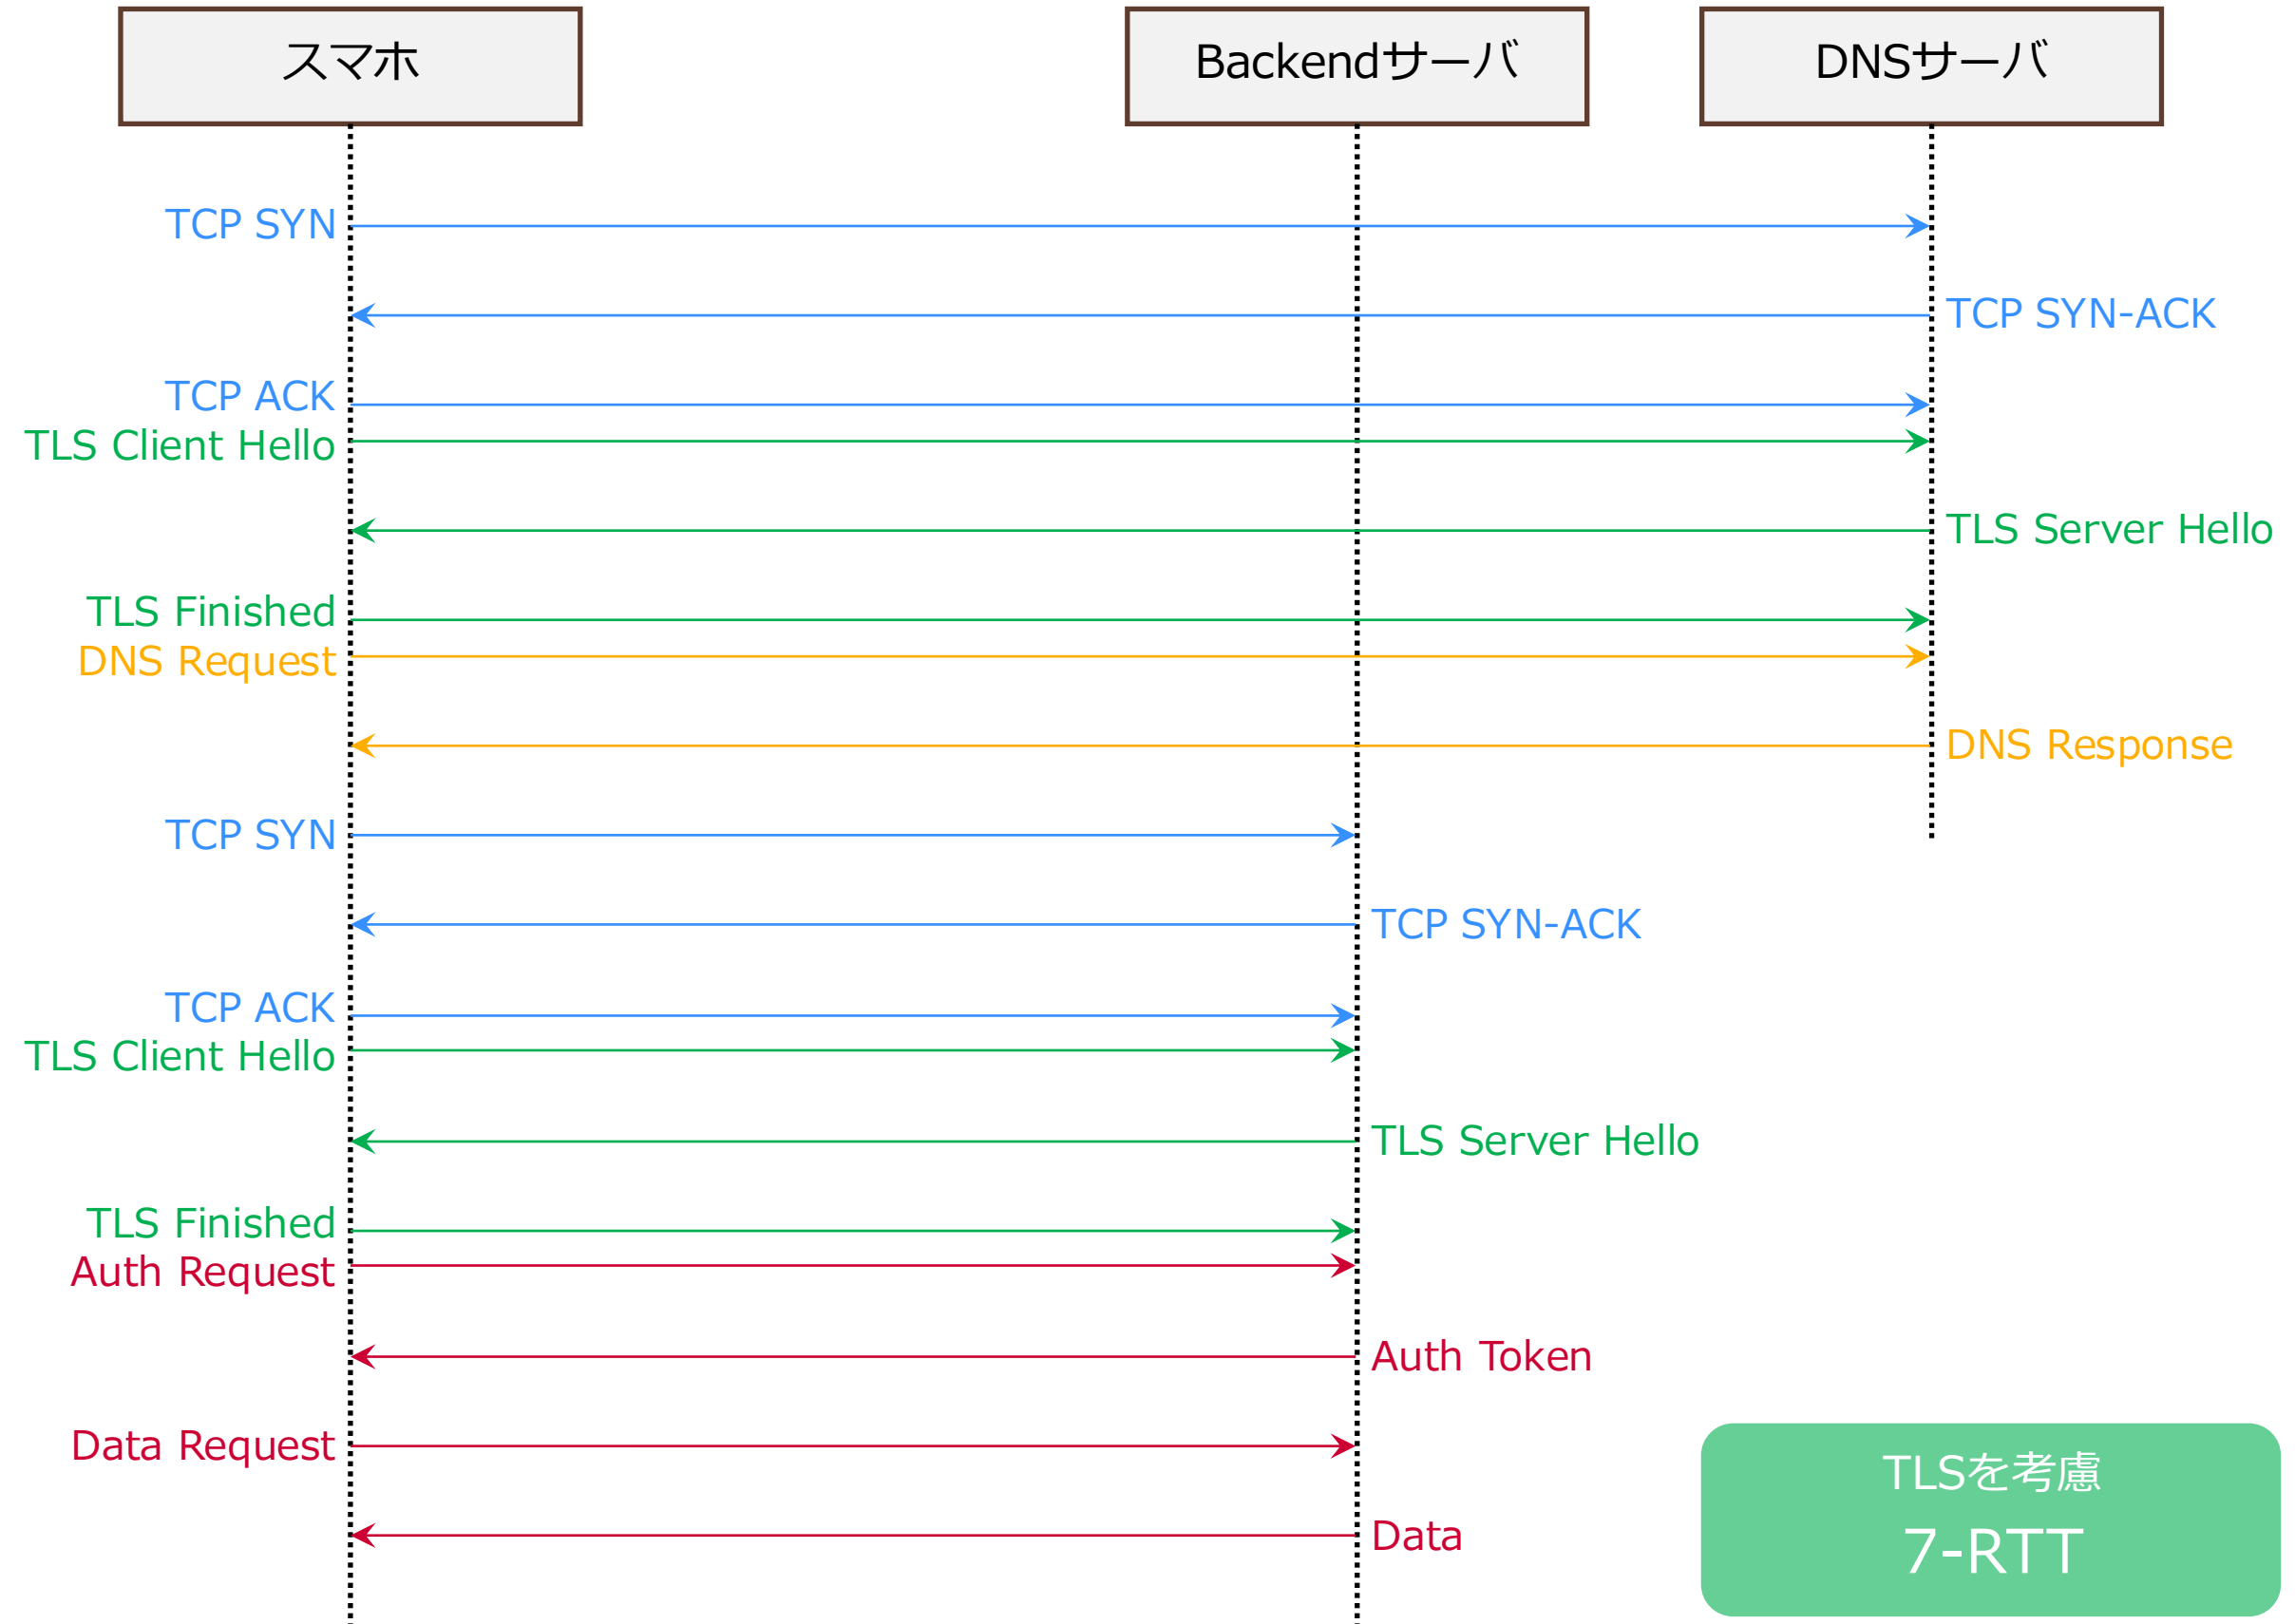 スマホ
Backendサーバ
DNSサーバ
TCP SYN
TCP SYN-ACK
TCP ACK
TLS Client Hello
TLS Server Hello
TLS Finished
DNS Request
DNS Response
TCP SYN
TCP SYN-ACK
TCP ACK
TLS Client Hello
TLS Server Hello
TLS Finished
Auth Request
Auth Token
Data Request
Data
TLSを考慮
7-RTT